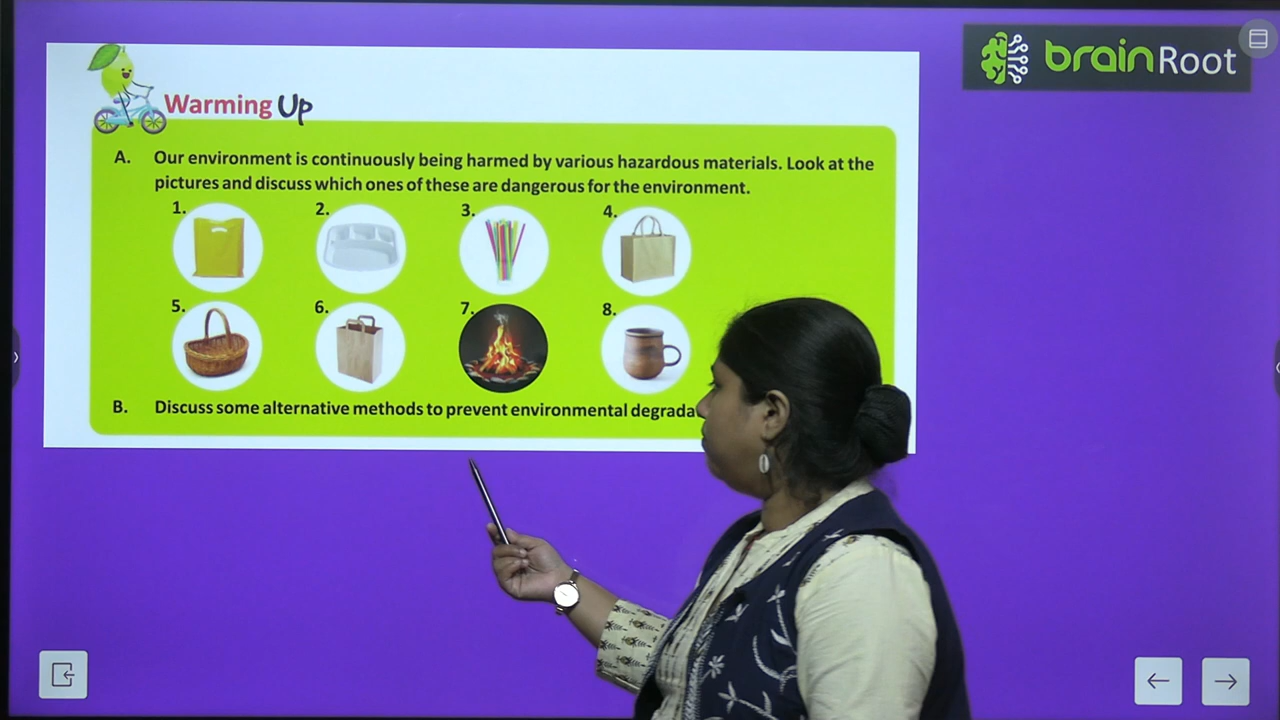 brainRoot
Warming Up
A. Our environment is continuously being harmed by various hazardous materials. Look at the
pictures and discuss which ones of these are dangerous for the environment.
1. 2. 3. 4.
5. 6. 7. 8.
B. Discuss some alternative methods to prevent environmental degrada